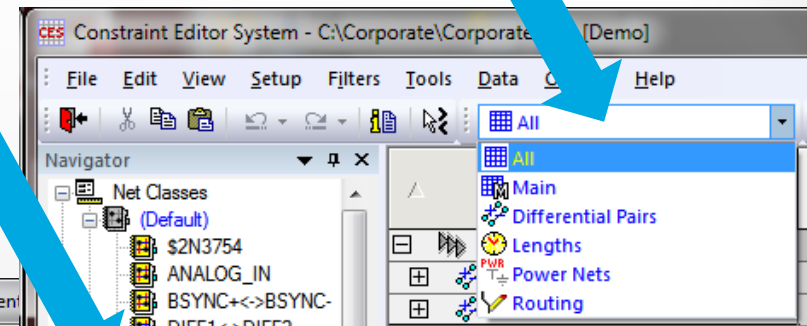 CES Constraint Editor System - C:\Corporate\Corporate [Demo]
File Edit View Setup Filters Tools Data Help
All
Navigator
All
Net Classes
Main
(Default)
Differential Pairs
$2N3754
Lengths
ANALOG_IN
PWR Power Nets
BSYNC+<->BSYNC-
Routing